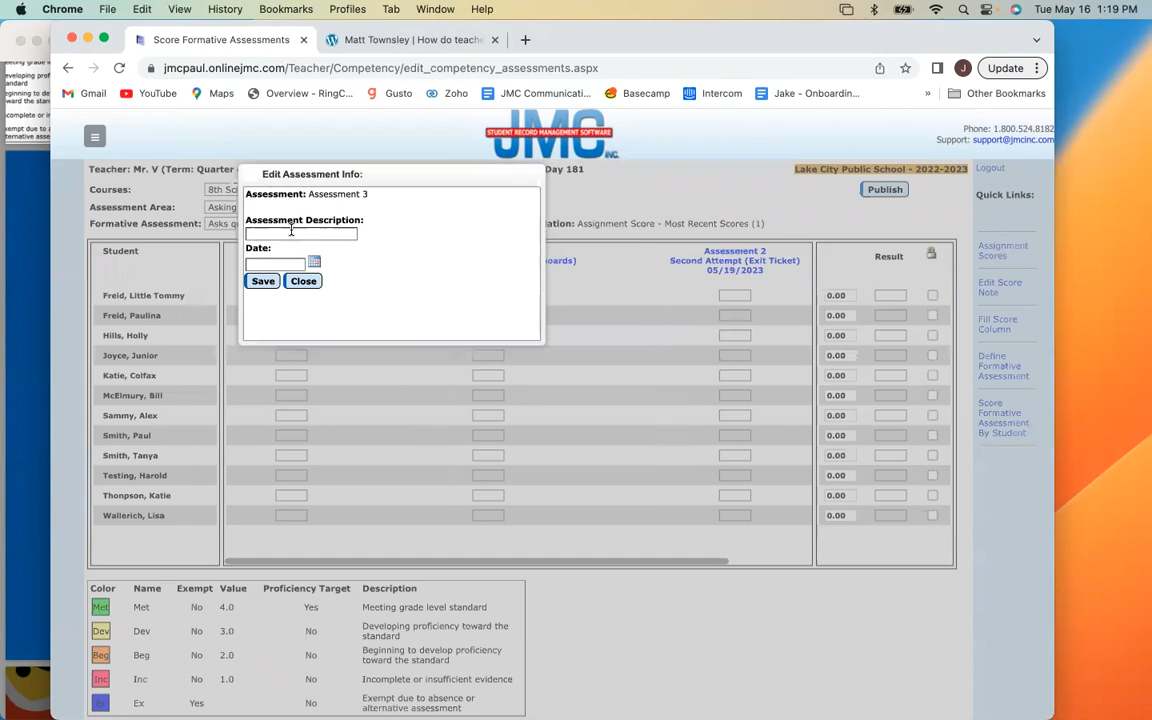 Chrome File Edit View History Bookmarks Profiles Tab Window Help Tue May 16 1:19 PM
Score Formative Assessments
Matt Townsley | How do teache
jmcpaul.onlinejmc.com/Teacher/Competency/edit_competency_assessments.aspx
J
Update
Gmail YouTube Maps Overview - RingC... Gusto Zoho JMC Communicati... Basecamp Intercom Jake - Onboardin... » Other Bookmarks
JMC INC.
STUDENT RECORD MANAGEMENT SOFTWARE
Phone: 1.800.524.8182
Support: support@jmcinc.com
Teacher: Mr. V (Term: Quarter
Day 181
Lake City Public School - 2022-2023
Logout
Courses: 8th Sc
Publish
Quick Links:
Assessment Area: Asking
Formative Assessment: Asks qu
lation: Assignment Score - Most Recent Scores (1)
Edit Assessment Info:
Assessment: Assessment 3
Assessment Description:
Date:
Save Close
Student
oards)
Assessment 2
Second Attempt (Exit Ticket)
05/19/2023
Result
Freid, Little Tommy 0.00
Freid, Paulina 0.00
Hills, Holly 0.00
Joyce, Junior 0.00
Katie, Colfax 0.00
McElmury, Bill 0.00
Sammy, Alex 0.00
Smith, Paul 0.00
Smith, Tanya 0.00
Testing, Harold 0.00
Thonpson, Katie 0.00
Wallerich, Lisa 0.00
Assignment
Scores
Edit Score
Note
Fill Score
Column
Define
Formative
Assessment
Score
Formative
Assessment
By Student
Color Name Exempt Value Proficiency Target Description
Met Met No 4.0 Yes Meeting grade level standard
Dev Dev No 3.0 No Developing proficiency toward the
standard
Beg Beg No 2.0 No Beginning to develop proficiency
toward the standard
Inc Inc No 1.0 No Incomplete or insufficient evidence
Ex Ex Yes No Exempt due to absence or
alternative assessment